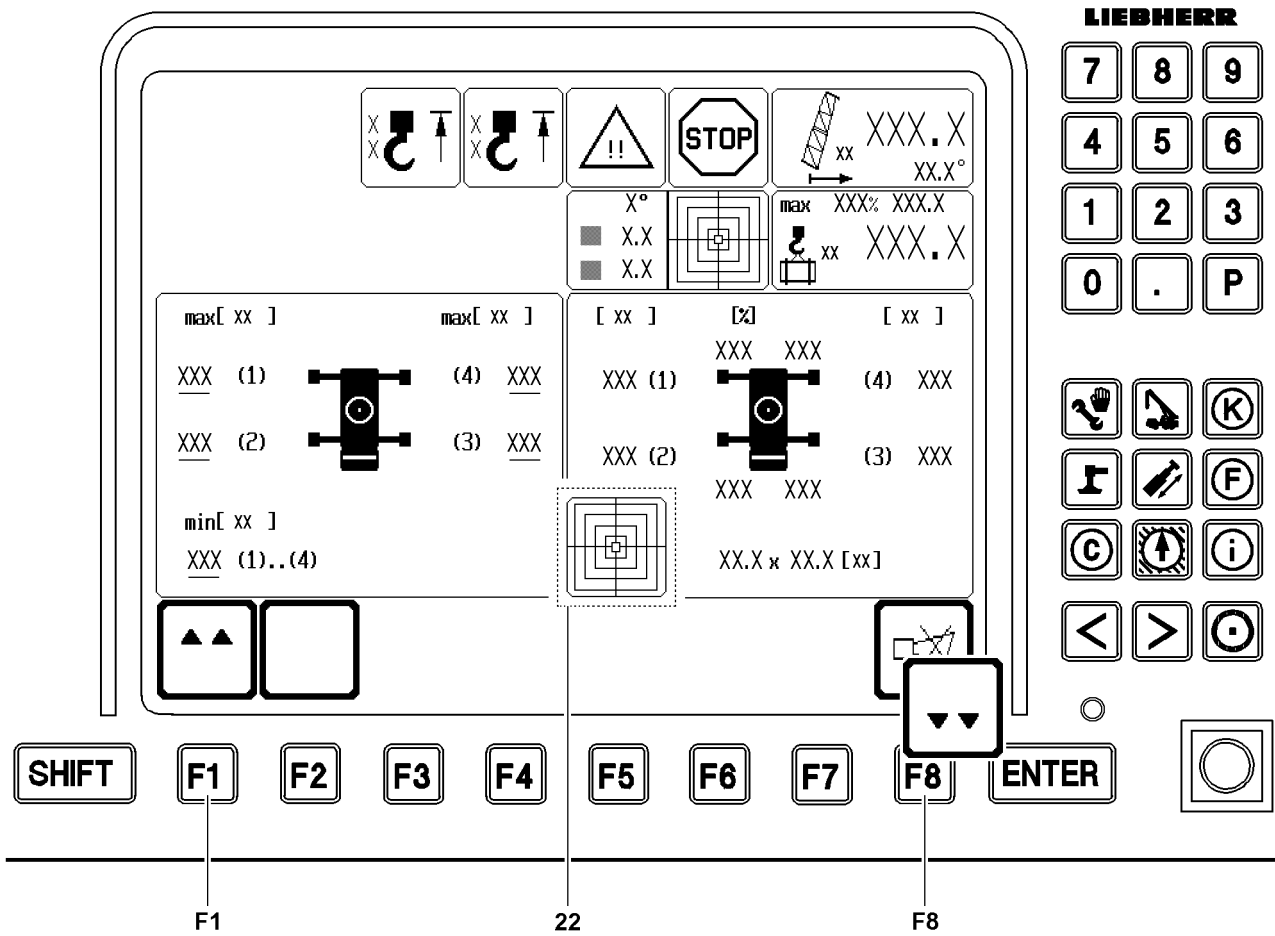 LIEBHERR
7 8 9
4 5 6
1 2 3
0 . P
X
X
X
X
!!
STOP
xx
XXX.X
XX.X°
X°
X.X
X.X
max XXX% XXX.X
xx XXX.X
max[ xx ] max[ xx ]
XXX (1) (4) XXX
XXX (2) (3) XXX
min[ xx ]
XXX (1)..(4)
[ xx ] [%] [ xx ]
XXX XXX
XXX (1) (4) XXX
XXX (2) (3) XXX
XXX XXX
XX.X x XX.X [xx]
K
F
C i
< >
SHIFT F1 F2 F3 F4 F5 F6 F7 F8 ENTER
F1 22 F8